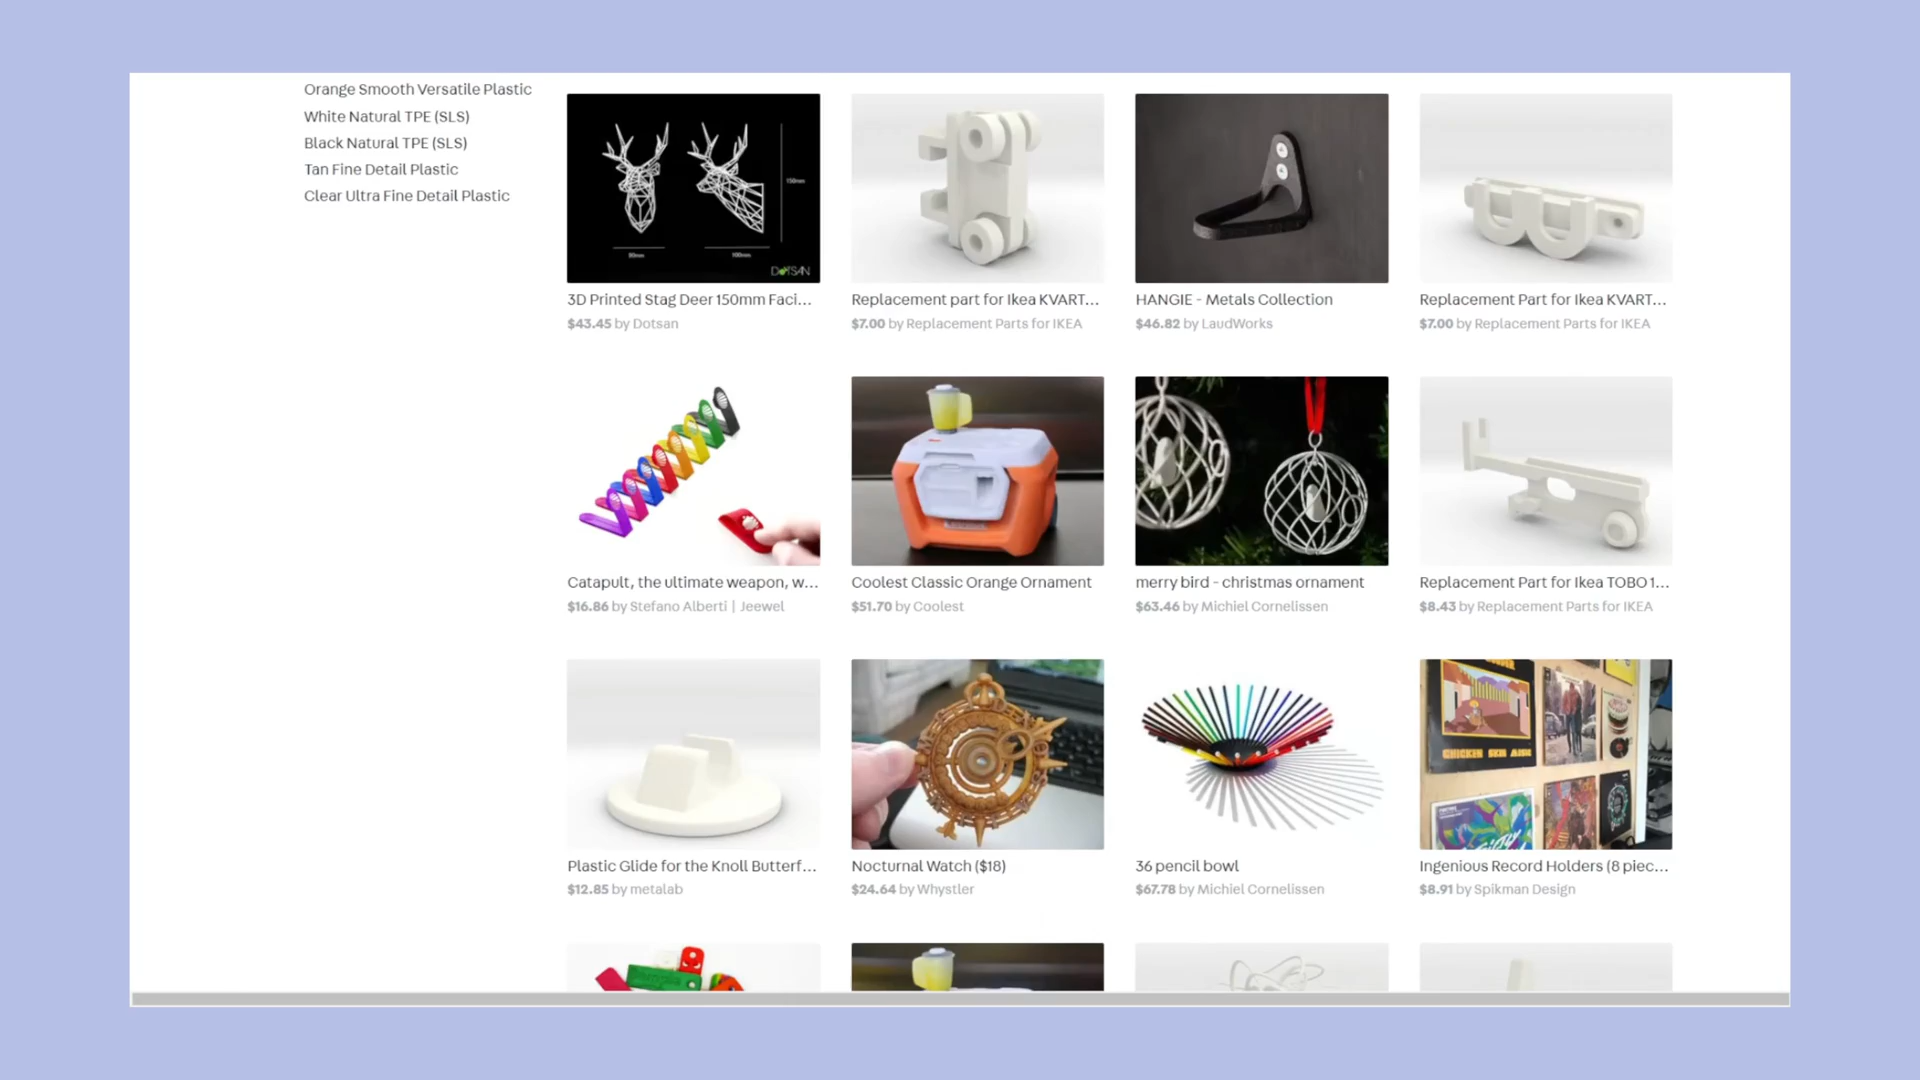 Orange Smooth Versatile Plastic
White Natural TPE (SLS)
Black Natural TPE (SLS)
Tan Fine Detail Plastic
Clear Ultra Fine Detail Plastic
150mm
80mm
100mm
DOTSAN
3D Printed Stag Deer 150mm Faci...
$43.45 by Dotsan
Replacement part for Ikea KVART...
$7.00 by Replacement Parts for IKEA
HANGIE - Metals Collection
$46.82 by LaudWorks
Replacement Part for Ikea KVART...
$7.00 by Replacement Parts for IKEA
Catapult, the ultimate weapon, w...
$16.86 by Stefano Alberti | Jeewel
Coolest Classic Orange Ornament
$51.70 by Coolest
merry bird - christmas ornament
$63.46 by Michiel Cornelissen
Replacement Part for Ikea TOBO 1...
$8.43 by Replacement Parts for IKEA
CHICKEN SKIN MUSIC
Plastic Glide for the Knoll Butterf...
$12.85 by metalab
Nocturnal Watch ($18)
$24.64 by Whystler
36 pencil bowl
$67.78 by Michiel Cornelissen
Ingenious Record Holders (8 piec...
$8.91 by Spikman Design